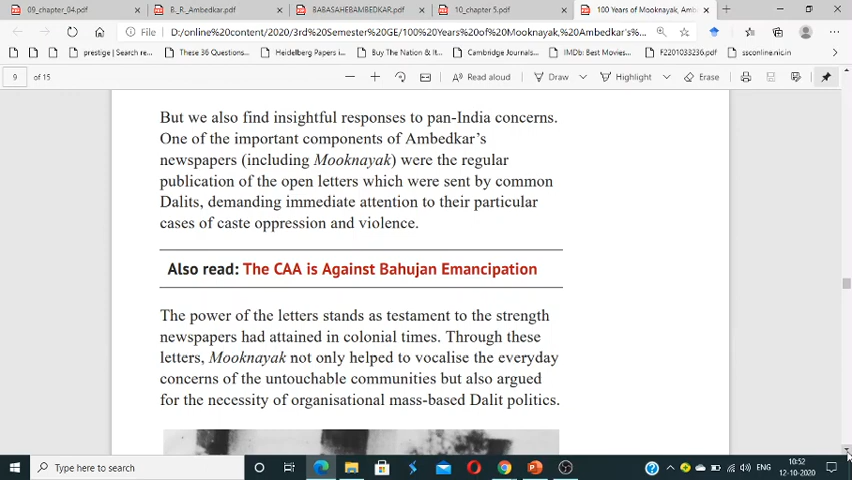 09_chapter_04.pdf
B_R_Ambedkar.pdf
BABASAHEBAMBEDKAR.pdf
10_chapter 5.pdf
100 Years of Mooknayak, Amb
File
D:/online%20content/2020/3rd%20Semester%20GE/100%20Years%20of%20Mooknayak,%20Ambedkar's%...
prestige | Search re...
These 36 Questions...
Heidelberg Papers i...
Buy The Nation & It...
Cambridge Journals...
IMDb: Best Movies...
F2201033236.pdf
ssconline.nic.in
9 of 15
Read aloud
Draw
Highlight
Erase
But we also find insightful responses to pan-India concerns.
One of the important components of Ambedkar's
newspapers (including Mooknayak) were the regular
publication of the open letters which were sent by common
Dalits, demanding immediate attention to their particular
cases of caste oppression and violence.
Also read: The CAA is Against Bahujan Emancipation
The power of the letters stands as testament to the strength
newspapers had attained in colonial times. Through these
letters, Mooknayak not only helped to vocalise the everyday
concerns of the untouchable communities but also argued
for the necessity of organisational mass-based Dalit politics.
Type here to search
ENG
10:52
12-10-2020